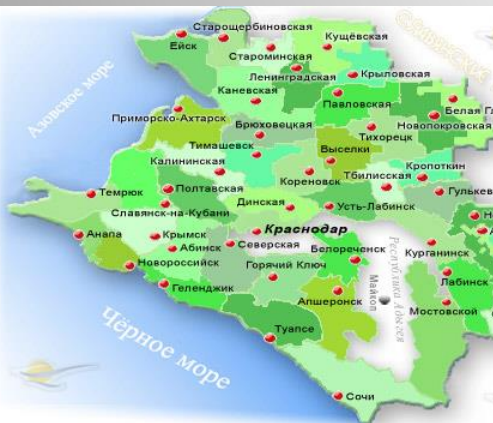 Старощербиновская
Ейск
Кущёвская
Староминская
Ленинградская
Крыловская
Каневская
Павловская
Белая Гл
Приморско-Ахтарск
Брюховецкая
Новопокровская
Тихорецк
Тимашевск
Выселки
Калининская
Кропоткин
Тбилисская
Темрюк
Полтавская
Кореновск
Гулькев
Славянск-на-Кубани
Динская
Усть-Лабинск
Анапа
Крымск
Краснодар
Северская
Абинск
Белореченск
Курганинск
Новороссийск
Горячий Ключ
Геленджик
Апшеронск
Майкоп
Республика Адыгея
Лабинск
Мостовской
Туапсе
Сочи
Азовское море
Чёрное море